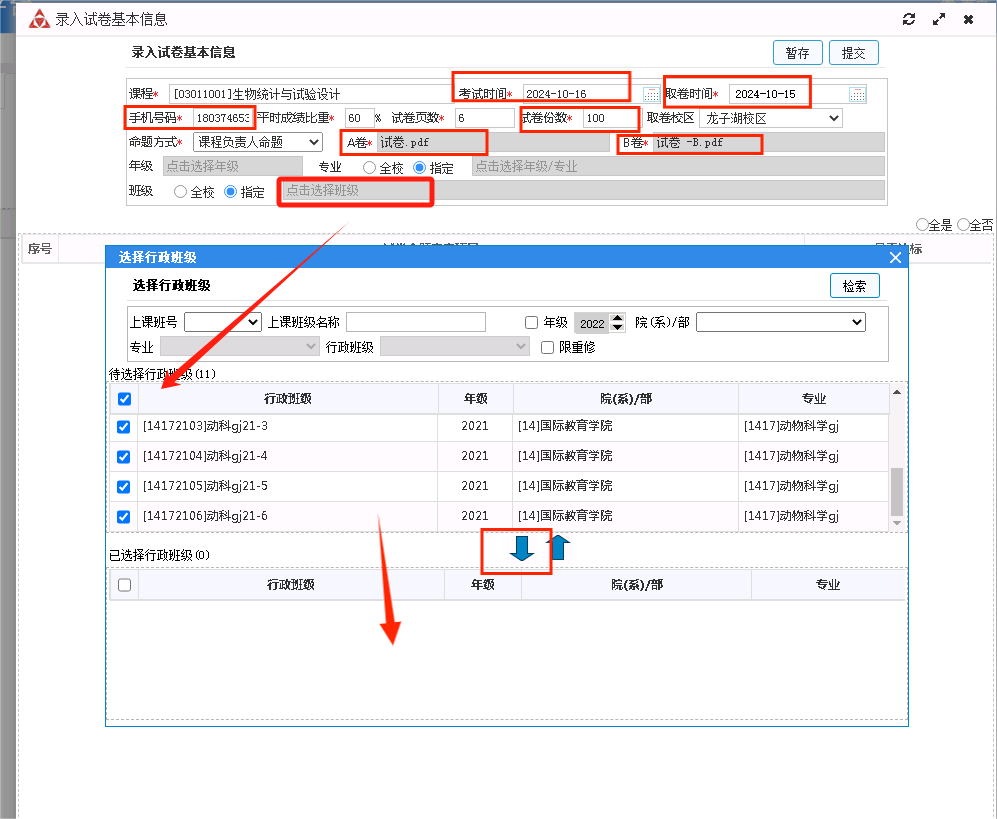 录入试卷基本信息
录入试卷基本信息 暂存 提交
课程* [03011001]生物统计与试验设计 考试时间* 2024-10-16 取卷时间* 2024-10-15
手机号码* 180374653 平时成绩比重* 60 % 试卷页数* 6 试卷份数* 100 取卷校区 龙子湖校区
命题方式* 课程负责人命题 A卷* 试卷.pdf B卷* 试卷 -B.pdf
年级 点击选择年级 专业 全校 指定 点击选择年级/专业
班级 全校 指定 点击选择班级
全是 全否
序号
选择行政班级
选择行政班级 检索
上课班号 上课班级名称 年级 2022 院(系)/部
专业 行政班级 限重修
待选择行政班级(11)
行政班级 年级 院(系)/部 专业
[14172103]动科gj21-3 2021 [14]国际教育学院 [1417]动物科学gj
[14172104]动科gj21-4 2021 [14]国际教育学院 [1417]动物科学gj
[14172105]动科gj21-5 2021 [14]国际教育学院 [1417]动物科学gj
[14172106]动科gj21-6 2021 [14]国际教育学院 [1417]动物科学gj
已选择行政班级(0)
行政班级 年级 院(系)/部 专业